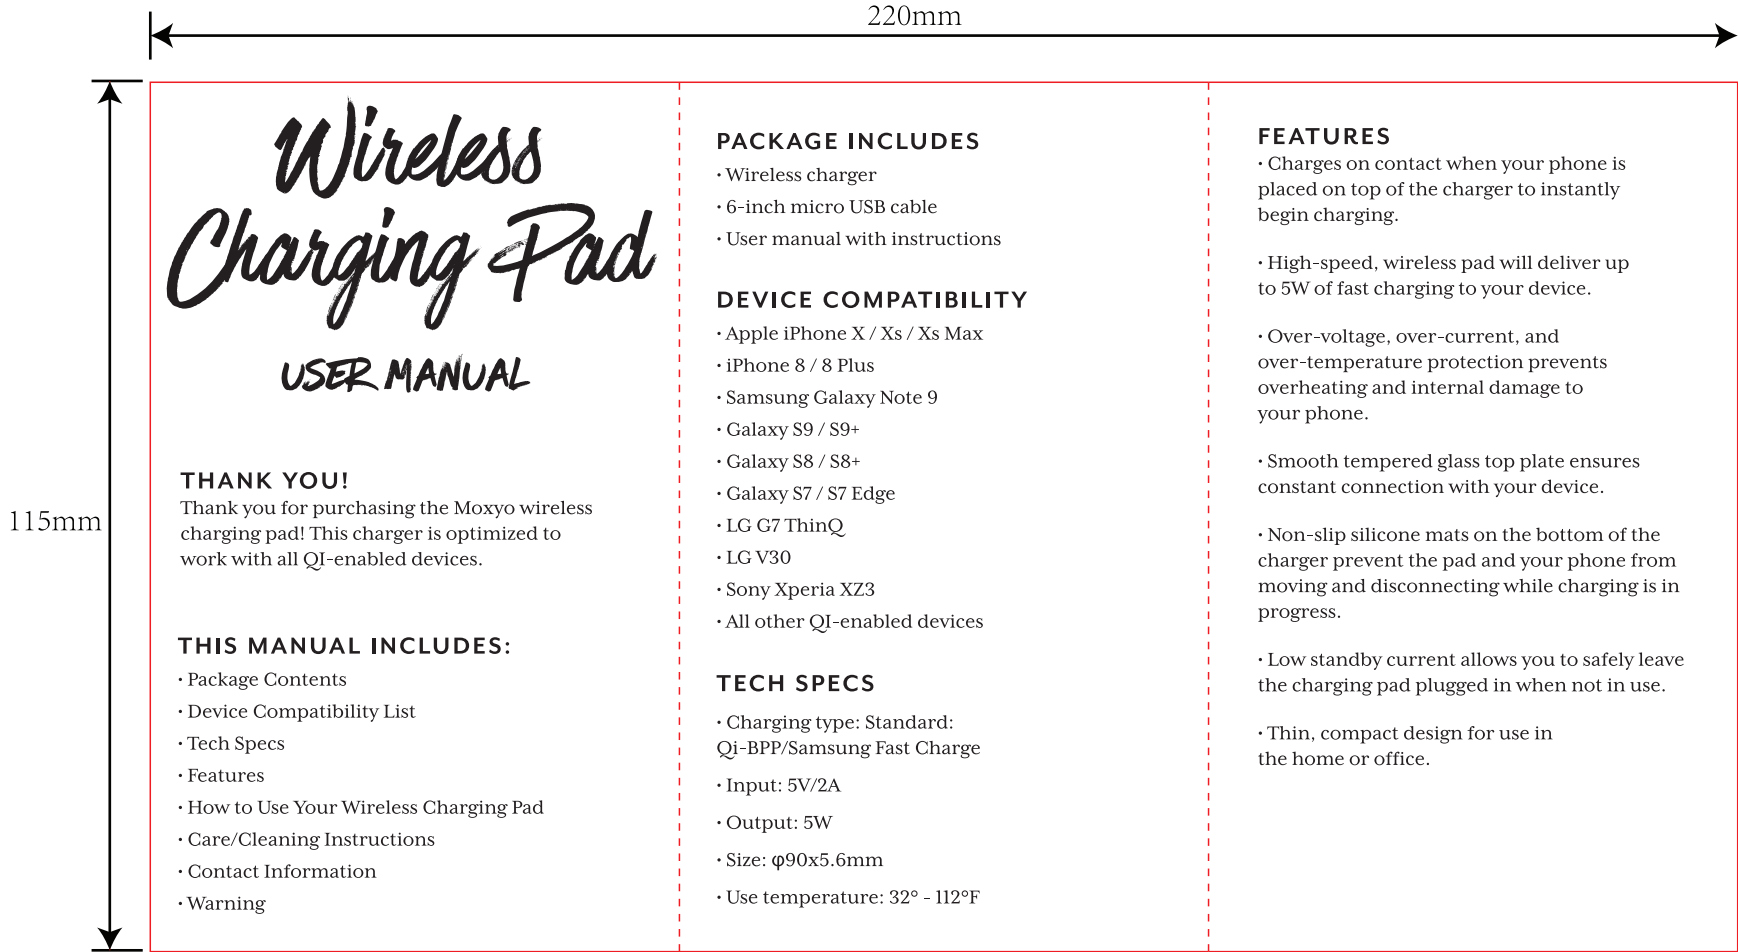 220mm
115mm
Wireless
Charging Pad
USER MANUAL
THANK YOU!
Thank you for purchasing the Moxyo wireless
charging pad! This charger is optimized to
work with all QI-enabled devices.
THIS MANUAL INCLUDES:
· Package Contents
· Device Compatibility List
· Tech Specs
· Features
· How to Use Your Wireless Charging Pad
· Care/Cleaning Instructions
· Contact Information
· Warning
PACKAGE INCLUDES
· Wireless charger
· 6-inch micro USB cable
· User manual with instructions
DEVICE COMPATIBILITY
· Apple iPhone X / Xs / Xs Max
· iPhone 8 / 8 Plus
· Samsung Galaxy Note 9
· Galaxy S9 / S9+
· Galaxy S8 / S8+
· Galaxy S7 / S7 Edge
· LG G7 ThinQ
· LG V30
· Sony Xperia XZ3
· All other QI-enabled devices
TECH SPECS
· Charging type: Standard:
Qi-BPP/Samsung Fast Charge
· Input: 5V/2A
· Output: 5W
· Size: φ90x5.6mm
· Use temperature: 32° - 112°F
FEATURES
· Charges on contact when your phone is
placed on top of the charger to instantly
begin charging.
· High-speed, wireless pad will deliver up
to 5W of fast charging to your device.
· Over-voltage, over-current, and
over-temperature protection prevents
overheating and internal damage to
your phone.
· Smooth tempered glass top plate ensures
constant connection with your device.
· Non-slip silicone mats on the bottom of the
charger prevent the pad and your phone from
moving and disconnecting while charging is in
progress.
· Low standby current allows you to safely leave
the charging pad plugged in when not in use.
· Thin, compact design for use in
the home or office.